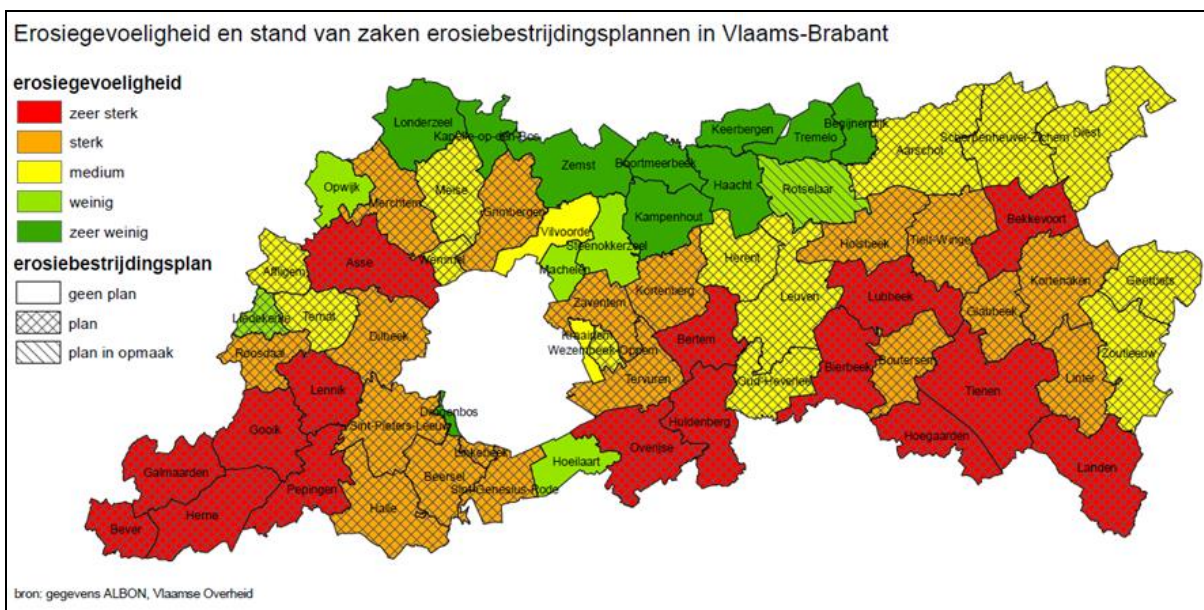 Erosiegevoeligheid en stand van zaken erosiebestrijdingsplannen in Vlaams-Brabant
erosiegevoeligheid
zeer sterk
sterk
medium
weinig
zeer weinig
erosiebestrijdingsplan
geen plan
plan
plan in opmaak
Londerzeel
Kapelle-op-den-Bos
Zemst
Boortmeerbeek
Keerbergen
Tremelo
Begijnendijk
Aarschot
Scherpenheuvel-Zichem
Diest
Opwijk
Merchtem
Meise
Grimbergen
Vilvoorde
Kampenhout
Haacht
Rotselaar
Steenokkerzeel
Holsbeek
Tielt-Winge
Bekkevoort
Asse
Wemmel
Machelen
Herent
Affligem
Zaventem
Kortenberg
Leuven
Lubbeek
Glabbeek
Kortenaken
Geetbets
Liedekerke
Ternat
Dilbeek
Kraainem
Wezembeek-Oppem
Bertem
Roosdaal
Tervuren
Oud-Heverlee
Bierbeek
Boutersem
Linter
Zoutleeuw
Lennik
Tienen
Drogenbos
Sint-Pieters-Leeuw
Huldenberg
Gooik
Linkebeek
Hoeilaart
Overijse
Hoegaarden
Galmaarden
Pepingen
Beersel
Sint-Genesius-Rode
Landen
Bever
Herne
Halle
bron: gegevens ALBON, Vlaamse Overheid